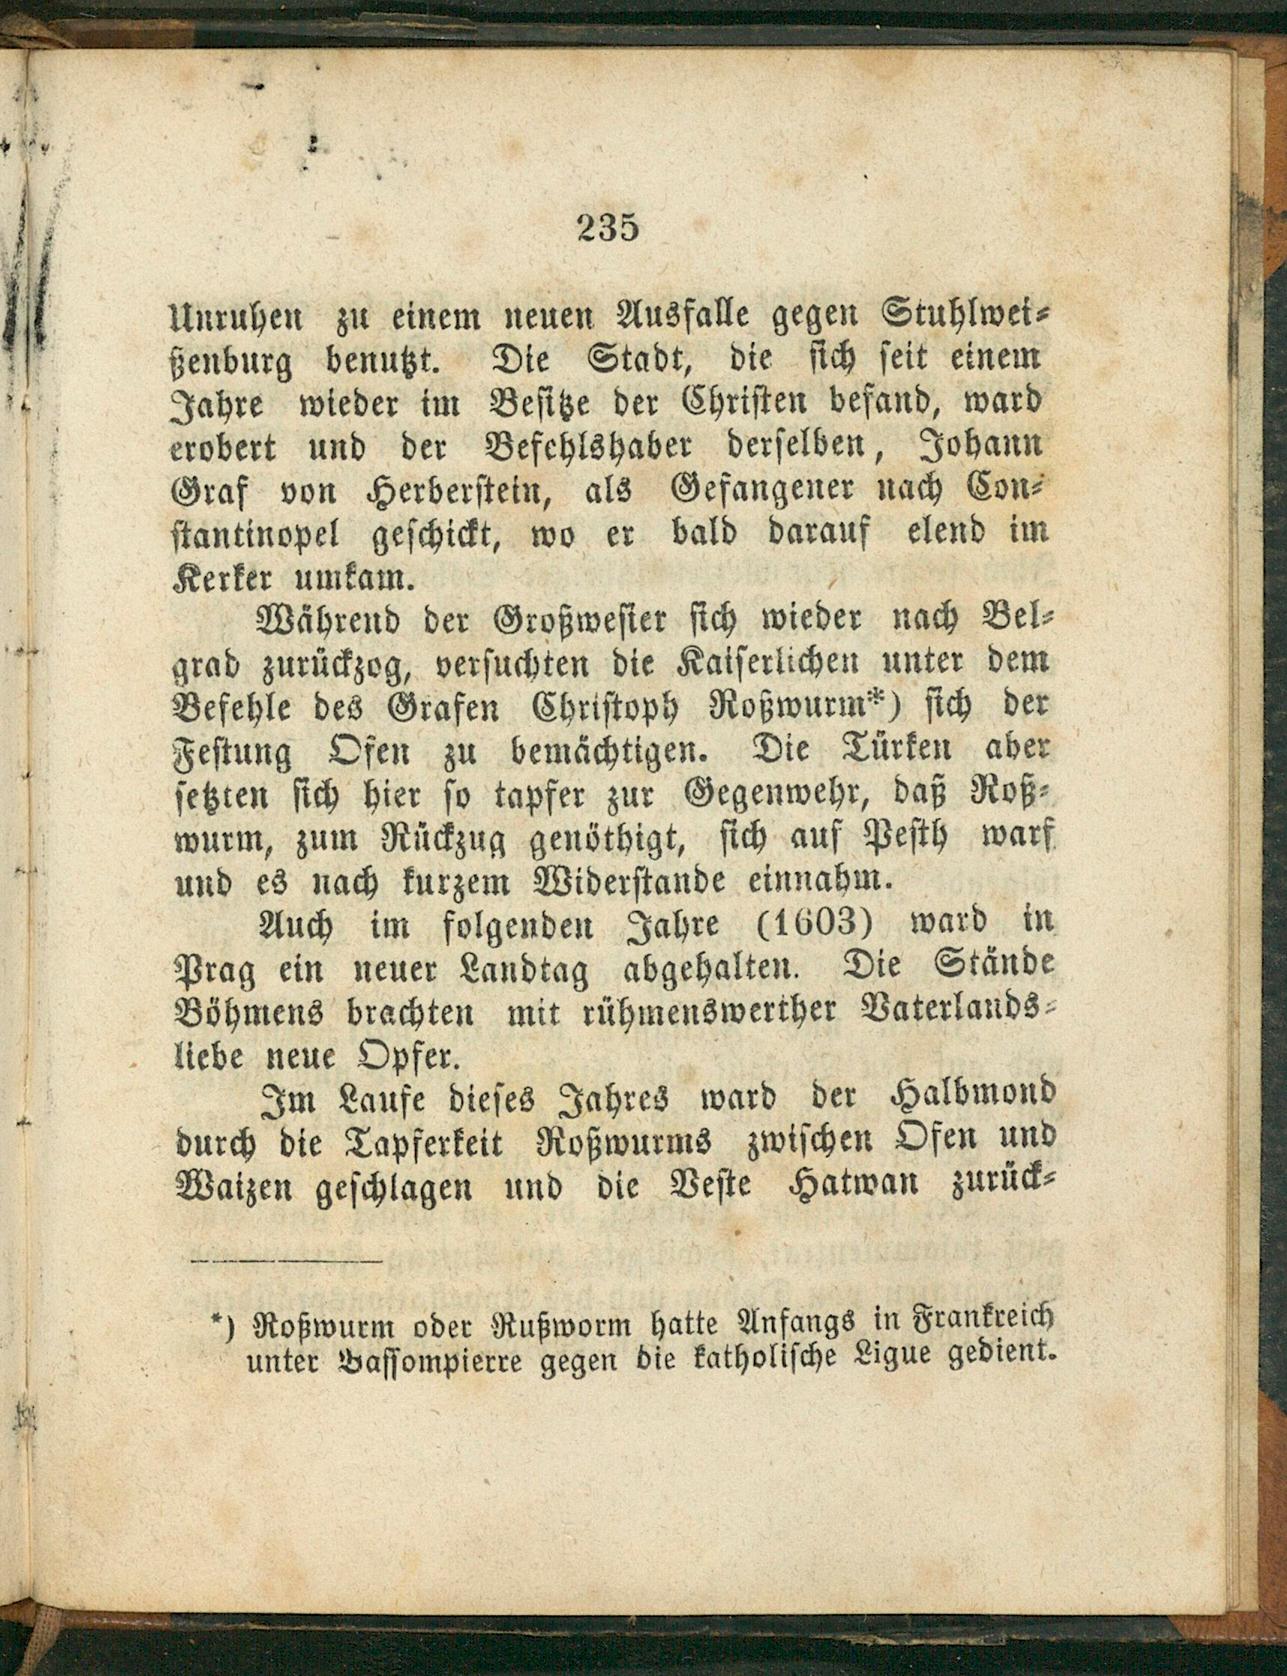 235
Unruhen zu einem neuen Ausfalle gegen Stuhlwei-
ßenburg benutzt. Die Stadt, die sich seit einem
Jahre wieder im Besitze der Christen befand, ward
erobert und der Befehlshaber derselben, Johann
Graf von Herberstein, als Gefangener nach Con-
stantinopel geschickt, wo er bald darauf elend im
Kerker umkam.
Während der Großwesier sich wieder nach Bel-
grad zurückzog, versuchten die Kaiserlichen unter dem
Befehle des Grafen Christoph Roßwurm*) sich der
Festung Ofen zu bemächtigen. Die Türken aber
setzten sich hier so tapfer zur Gegenwehr, daß Roß-
wurm, zum Rückzug genöthigt, sich auf Pesth warf
und es nach kurzem Widerstande einnahm.
Auch im folgenden Jahre (1603) ward in
Prag ein neuer Landtag abgehalten. Die Stände
Böhmens brachten mit rühmenswerther Vaterlands-
liebe neue Opfer.
Im Laufe dieses Jahres ward der Halbmond
durch die Tapferkeit Roßwurms zwischen Ofen und
Waizen geschlagen und die Veste Hatwan zurück-
*) Roßwurm oder Rußworm hatte Anfangs in Frankreich
unter Bassompierre gegen die katholische Ligue gedient.